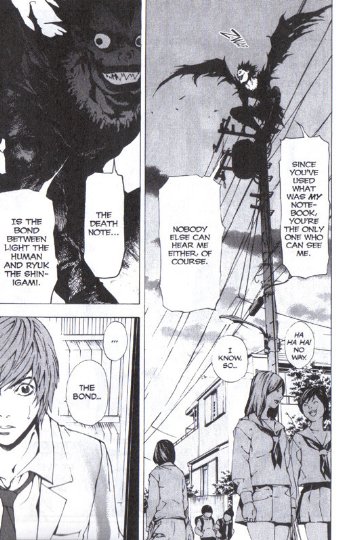 SINCE
YOU'VE
USED
WHAT
WAS MY
NOTE-
BOOK,
YOU'RE
THE ONLY
ONE WHO
CAN SEE
ME.
NOBODY
ELSE CAN
HEAR ME
EITHER, OF
COURSE.
HA
HA HA!
NO
WAY.
I
KNOW,
SO...
THE
DEATH
NOTE...
IS THE
BOND
BETWEEN
LIGHT THE
HUMAN
AND RYUK
THE SHIN-
IGAMI.
...
THE
BOND...